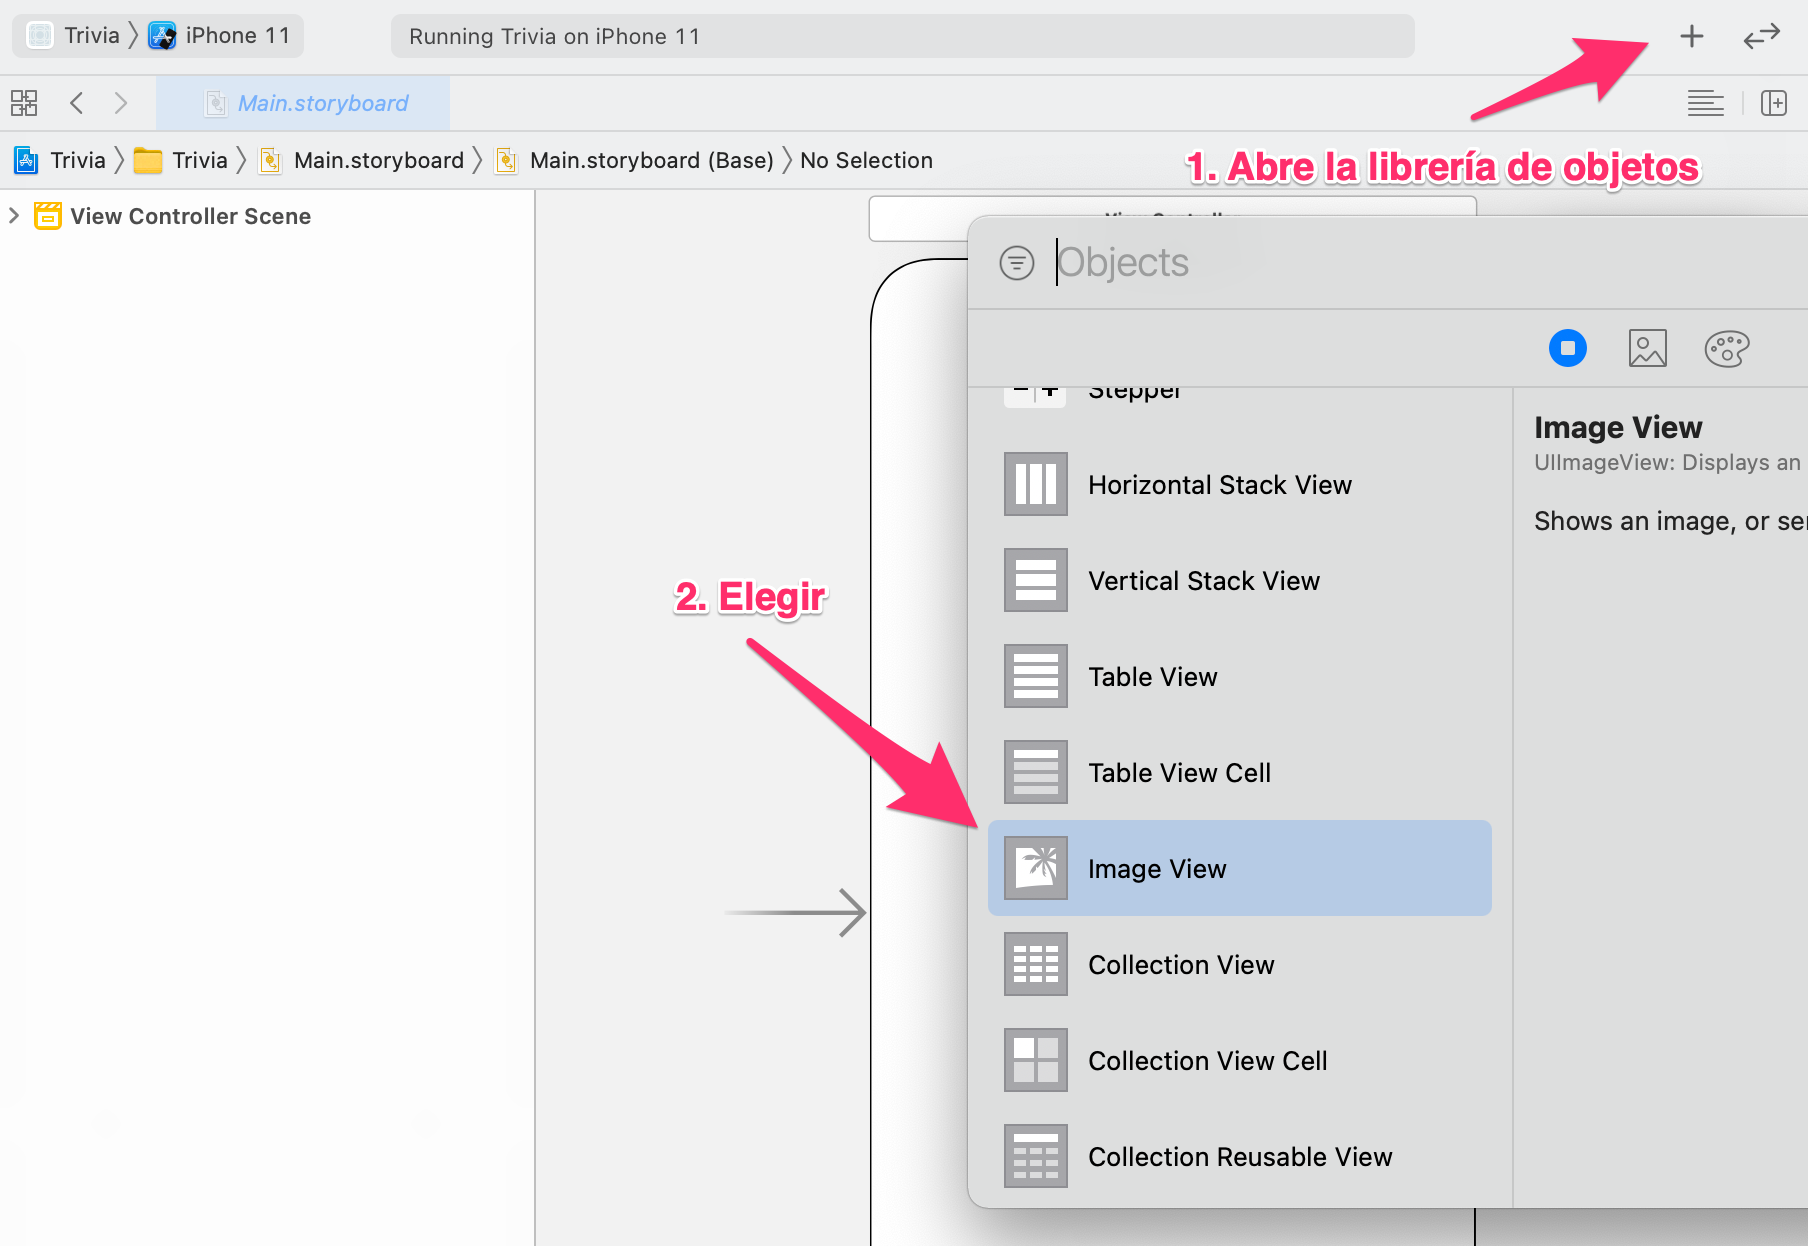 Trivia
iPhone 11
Running Trivia on iPhone 11
Main.storyboard
Trivia
Trivia
Main.storyboard
Main.storyboard (Base)
No Selection
1. Abre la librería de objetos
View Controller Scene
View Controller
Objects
Stepper
Image View
UIImageView: Displays an
Horizontal Stack View
Shows an image, or
Vertical Stack View
2. Elegir
Table View
Table View Cell
Image View
Collection View
Collection View Cell
Collection Reusable View